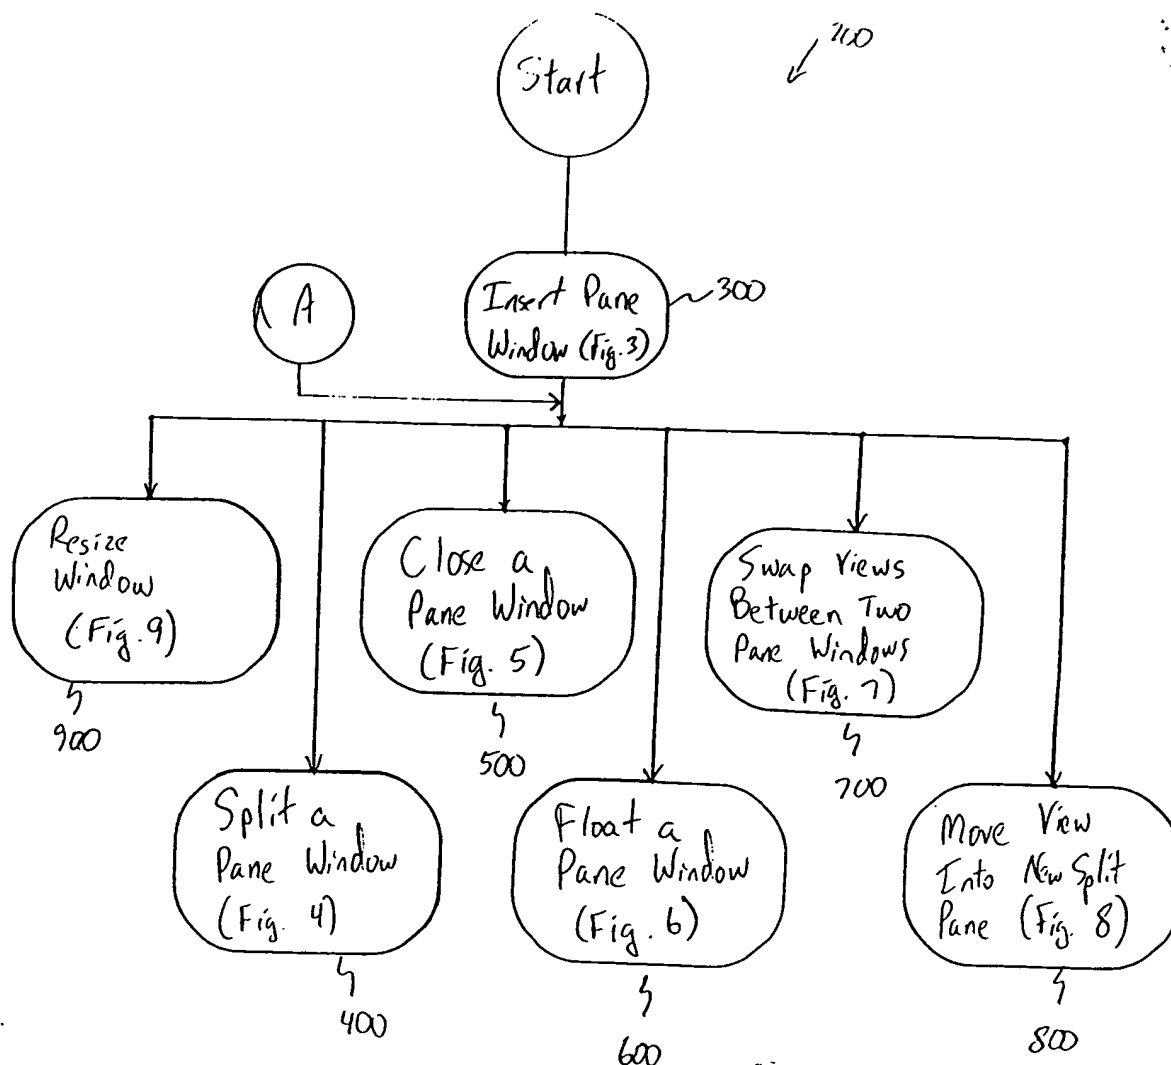 Start
200
A
Insert Pane
Window (Fig. 3)
300
Resize
Window
(Fig. 9)
900
Close a
Pane Window
(Fig. 5)
500
Swap Views
Between Two
Pane Windows
(Fig. 7)
700
Split a
Pane Window
(Fig. 4)
400
Float a
Pane Window
(Fig. 6)
600
Move View
Into New Split
Pane (Fig. 8)
800